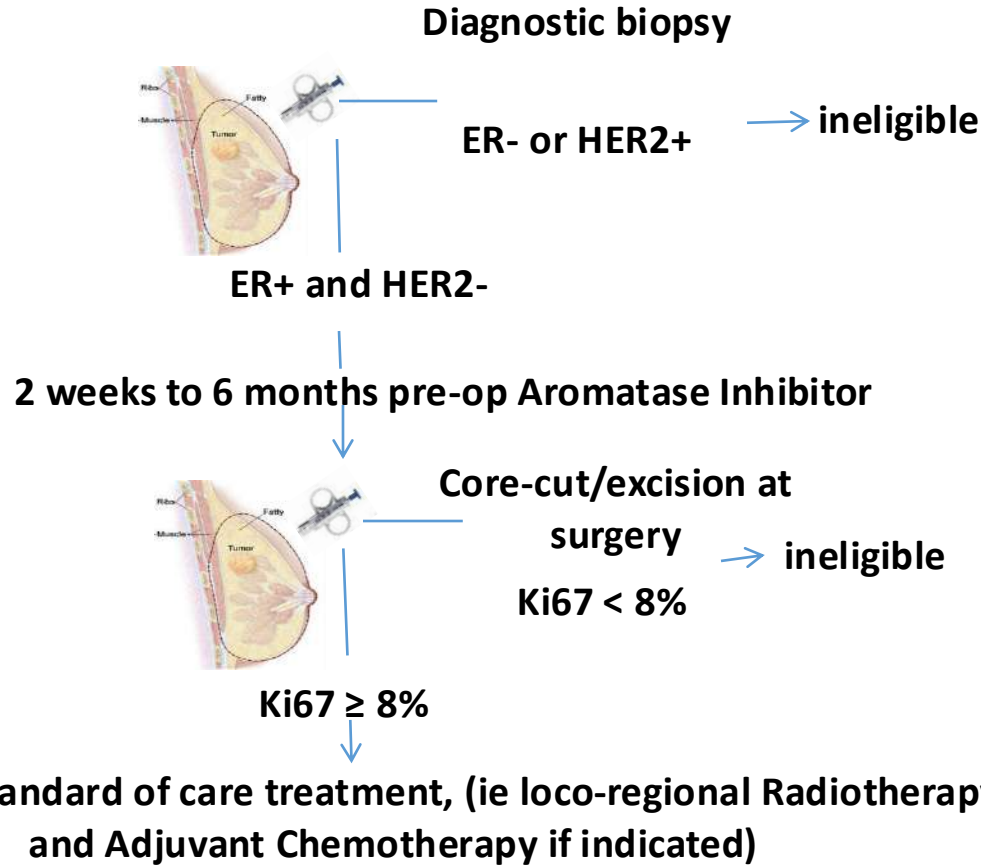 Diagnostic biopsy
Ribs
Fatty
Muscle
Tumor
ER- or HER2+
ineligible
ER+ and HER2-
2 weeks to 6 months pre-op Aromatase Inhibitor
Core-cut/excision at
surgery
Ribs
Fatty
Muscle
Tumor
ineligible
Ki67 < 8%
Ki67 ≥ 8%
andard of care treatment, (ie loco-regional Radiotherapy
and Adjuvant Chemotherapy if indicated)